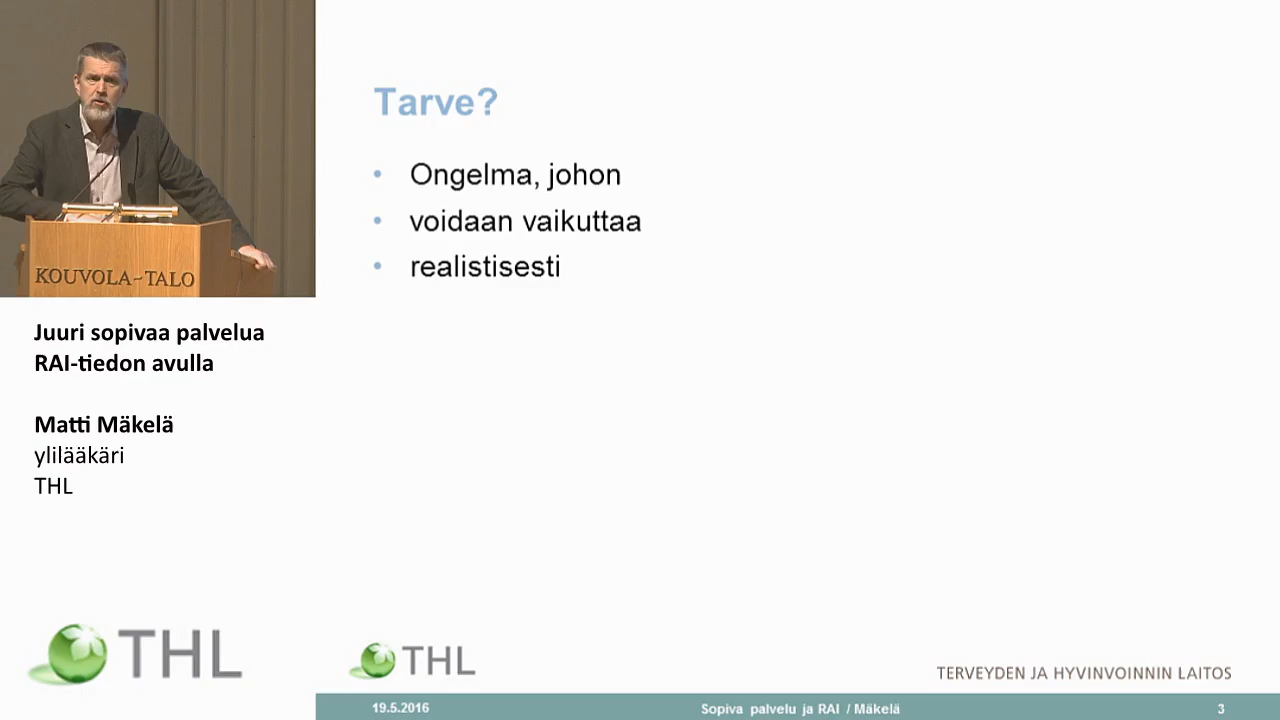 KOUVOLA-TALO
Juuri sopivaa palvelua
RAI-tiedon avulla
Matti Mäkelä
ylilääkäri
THL
THL
Tarve?
• Ongelma, johon
• voidaan vaikuttaa
• realistisesti
THL
TERVEYDEN JA HYVINVOINNIN LAITOS
19.5.2016 Sopiva palvelu ja RAI / Mäkelä 3